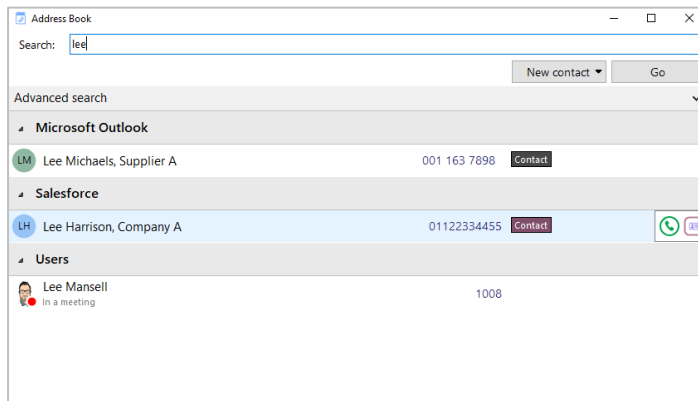 Address Book
Search: lee
New contact Go
Advanced search
Microsoft Outlook
LM Lee Michaels, Supplier A 001 163 7898 Contact
Salesforce
LH Lee Harrison, Company A 01122334455 Contact
Users
Lee Mansell 1008
In a meeting